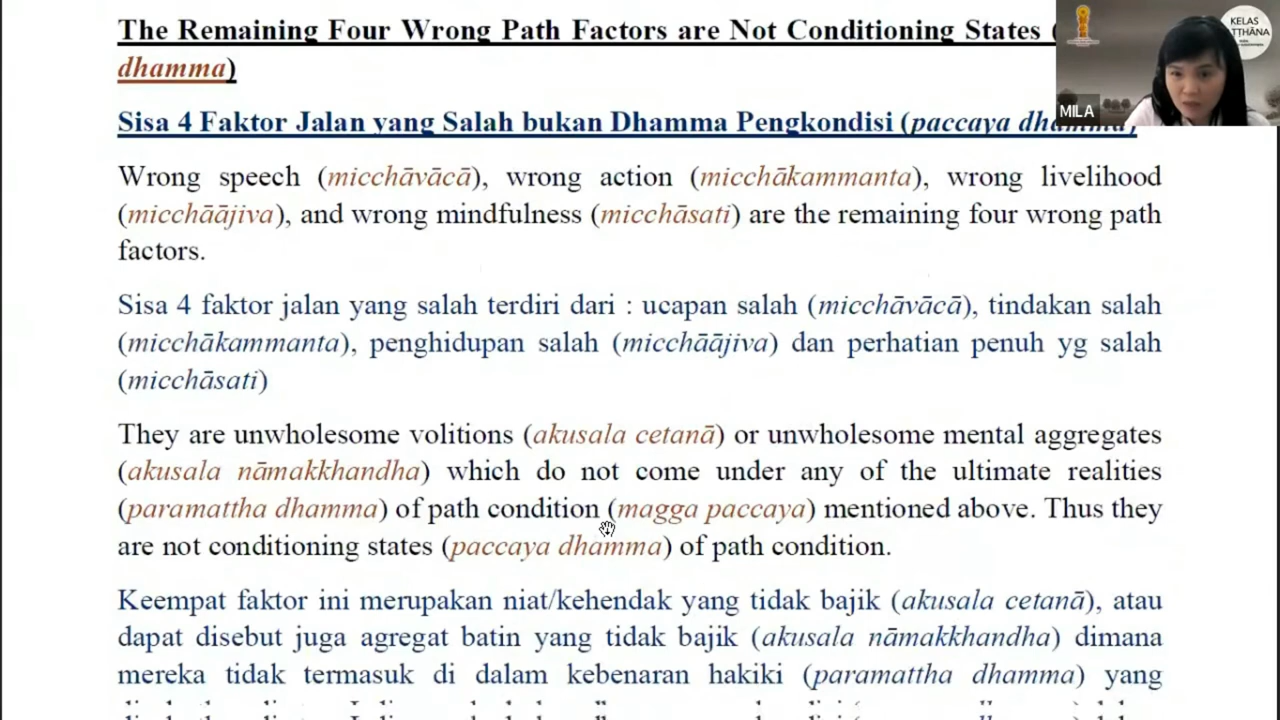 The Remaining Four Wrong Path Factors are Not Conditioning States (
dhamma)
KELAS
MILA
Sisa 4 Faktor Jalan yang Salah bukan Dhamma Pengkondisi (paccaya
Wrong speech (micchāvācā), wrong action (micchākammanta), wrong livelihood
(micchāājiva), and wrong mindfulness (micchāsati) are the remaining four wrong path
factors.
Sisa 4 faktor jalan yang salah terdiri dari : ucapan salah (micchāvācā), tindakan salah
(micchākammanta), penghidupan salah (micchāājiva) dan perhatian penuh yg salah
(micchāsati)
They are unwholesome volitions (akusala cetanā) or unwholesome mental aggregates
(akusala nāmakkhandha) which do not come under any of the ultimate realities
(paramattha dhamma) of path condition (magga paccaya) mentioned above. Thus they
are not conditioning states (paccaya dhamma) of path condition.
Keempat faktor ini merupakan niat/kehendak yang tidak bajik (akusala cetanā), atau
dapat disebut juga agregat batin yang tidak bajik (akusala nāmakkhandha) dimana
mereka tidak termasuk di dalam kebenaran hakiki (paramattha dhamma) yang